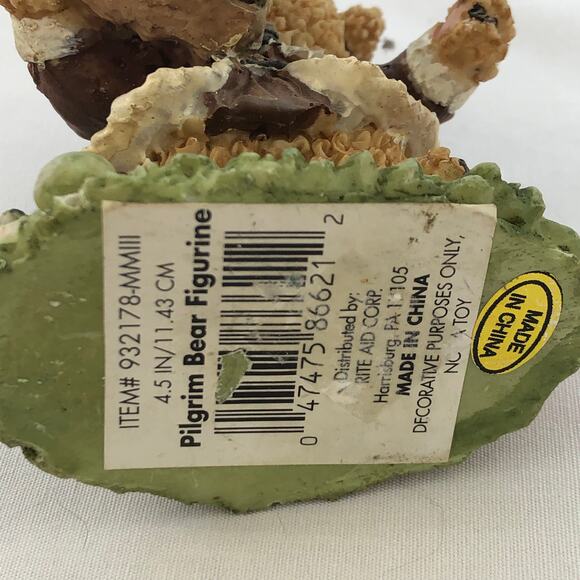 ITEM# 932178-MMIII
4.5 IN/11.43 CM
Pilgrim Bear Figurine
0 47475 86621 2
Distributed by:
RITE AID CORP.
Harrisburg, PA 17105
MADE IN CHINA
DECORATIVE PURPOSES ONLY,
A TOY
MADE
IN CHINA